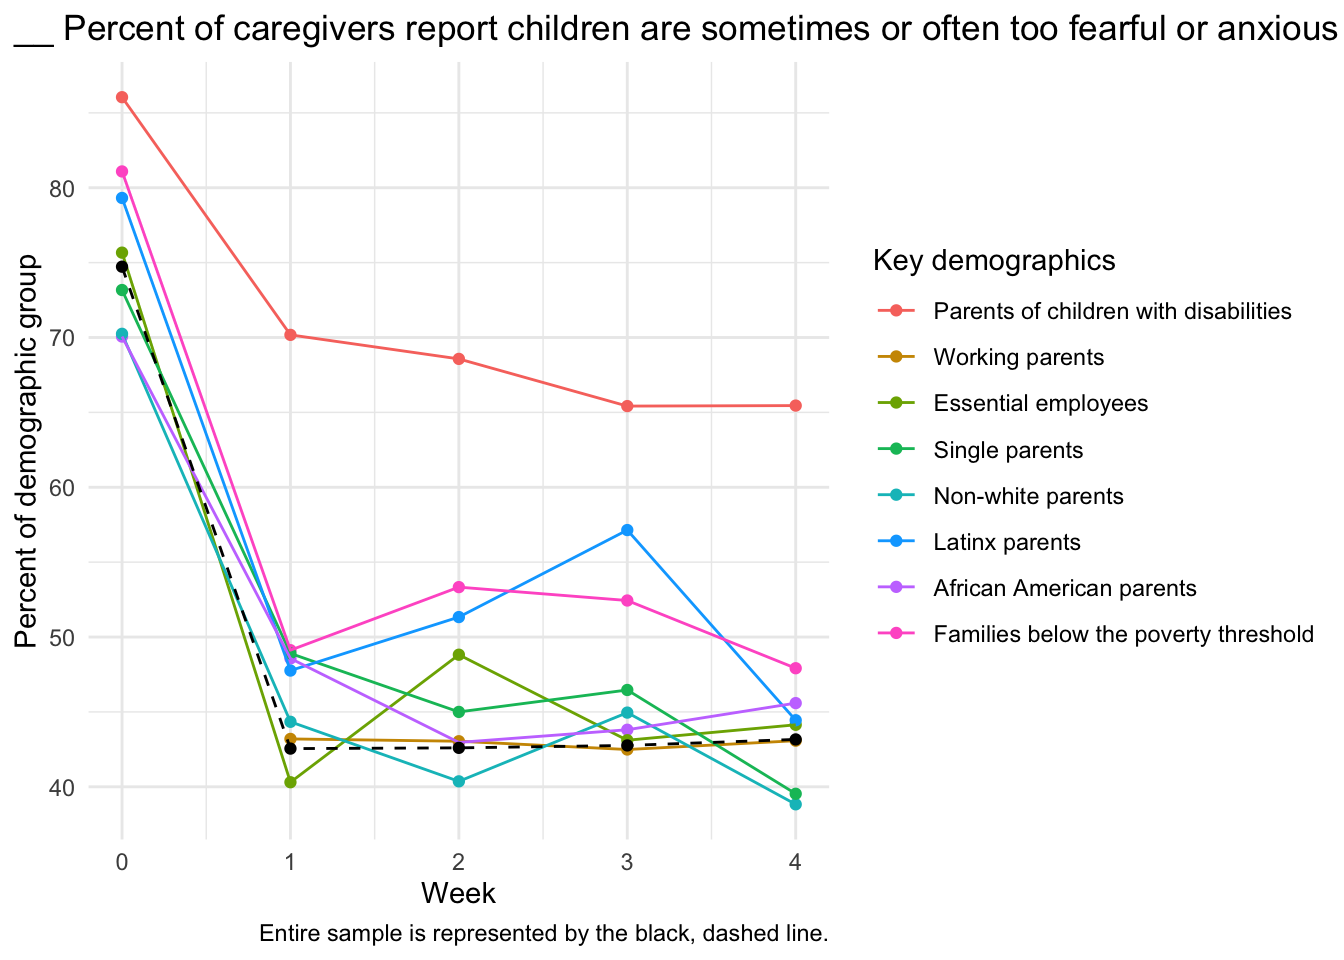 __ Percent of caregivers report children are sometimes or often too fearful or anxious
Percent of demographic group
80
70
60
50
40
0 1 2 3 4
Week
Entire sample is represented by the black, dashed line.
Key demographics
Parents of children with disabilities
Working parents
Essential employees
Single parents
Non-white parents
Latinx parents
African American parents
Families below the poverty threshold